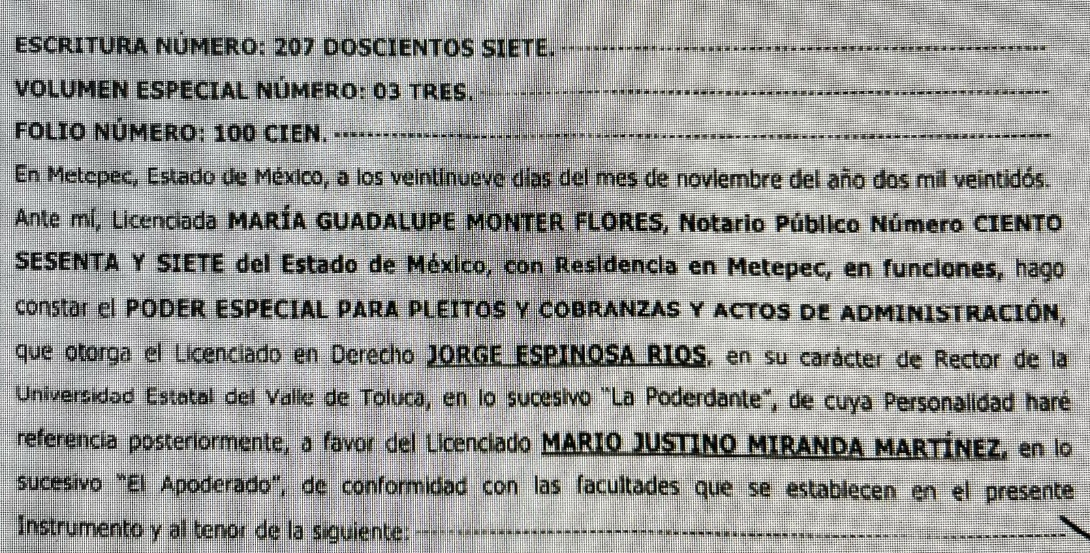 ESCRITURA NÚMERO: 207 DOSCIENTOS SIETE. ------------------------------------------------
VOLUMEN ESPECIAL NÚMERO: 03 TRES. --------------------------------------------------------
FOLIO NÚMERO: 100 CIEN. ------------------------------------------------------------------------
En Metepec, Estado de México, a los veintinueve días del mes de noviembre del año dos mil veintidós.
Ante mí, Licenciada MARÍA GUADALUPE MONTER FLORES, Notario Público Número CIENTO
SESENTA Y SIETE del Estado de México, con Residencia en Metepec, en funciones, hago
constar el PODER ESPECIAL PARA PLEITOS Y COBRANZAS Y ACTOS DE ADMINISTRACIÓN,
que otorga el Licenciado en Derecho JORGE ESPINOSA RIOS, en su carácter de Rector de la
Universidad Estatal del Valle de Toluca, en lo sucesivo "La Poderdante", de cuya Personalidad haré
referencia posteriormente, a favor del Licenciado MARIO JUSTINO MIRANDA MARTÍNEZ, en lo
sucesivo "El Apoderado", de conformidad con las facultades que se establecen en el presente
Instrumento y al tenor de la siguiente: ----------------------------------------------------------------